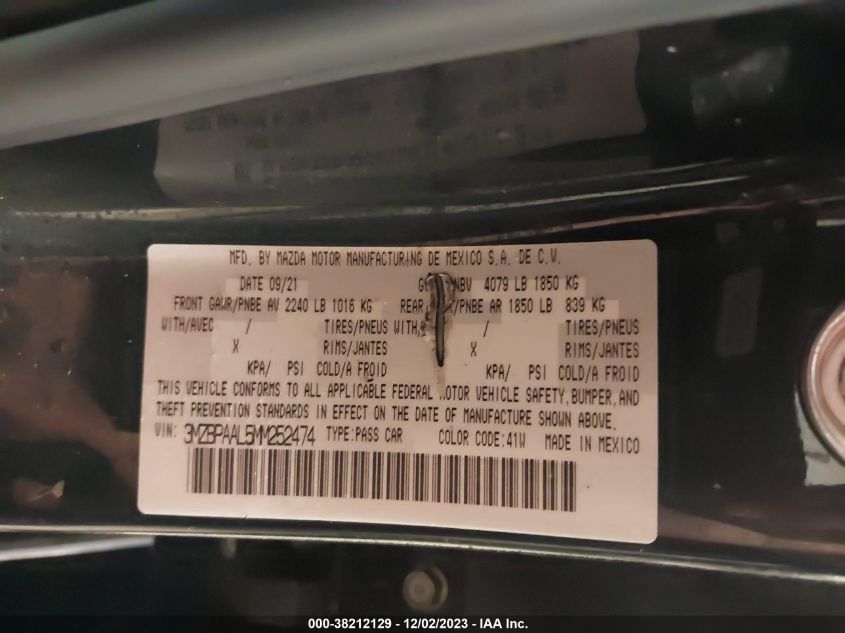 MFD. BY MAZDA MOTOR MANUFACTURING DE MEXICO S.A. DE C.V.
DATE 09/21 4079 LB 1850 KG
FRONT GAWR/PNBE AV 2240 LB 1016 KG REAR PNBE AR 1850 LB 839 KG
WITH/AVEC / TIRES/PNEUS WITH / TIRES/PNEUS
X RIMS/JANTES X RIMS/JANTES
KPA/ PSI COLD/A FROID KPA/ PSI COLD/A FROID
THIS VEHICLE CONFORMS TO ALL APPLICABLE FEDERAL MOTOR VEHICLE SAFETY, BUMPER, AND
THEFT PREVENTION STANDARDS IN EFFECT ON THE DATE OF MANUFACTURE SHOWN ABOVE.
VIN: 3MZBPAAL5MM252474 TYPE:PASS CAR COLOR CODE:41W MADE IN MEXICO
000-38212129 - 12/02/2023 - IAA Inc.